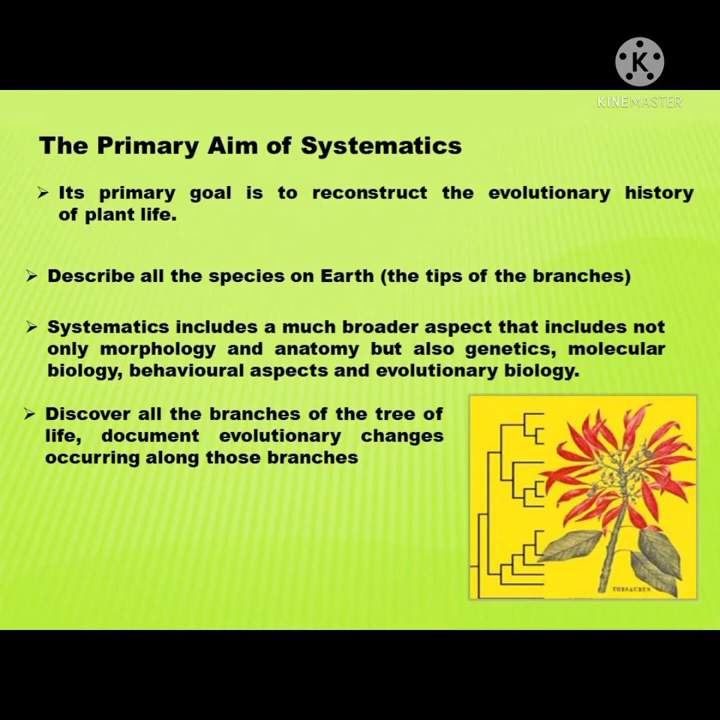 K
KINEMASTER
The Primary Aim of Systematics
➢ Its primary goal is to reconstruct the evolutionary history
of plant life.
➢ Describe all the species on Earth (the tips of the branches)
➢ Systematics includes a much broader aspect that includes not
only morphology and anatomy but also genetics, molecular
biology, behavioural aspects and evolutionary biology.
➢ Discover all the branches of the tree of
life, document evolutionary changes
occurring along those branches
THESAURUS